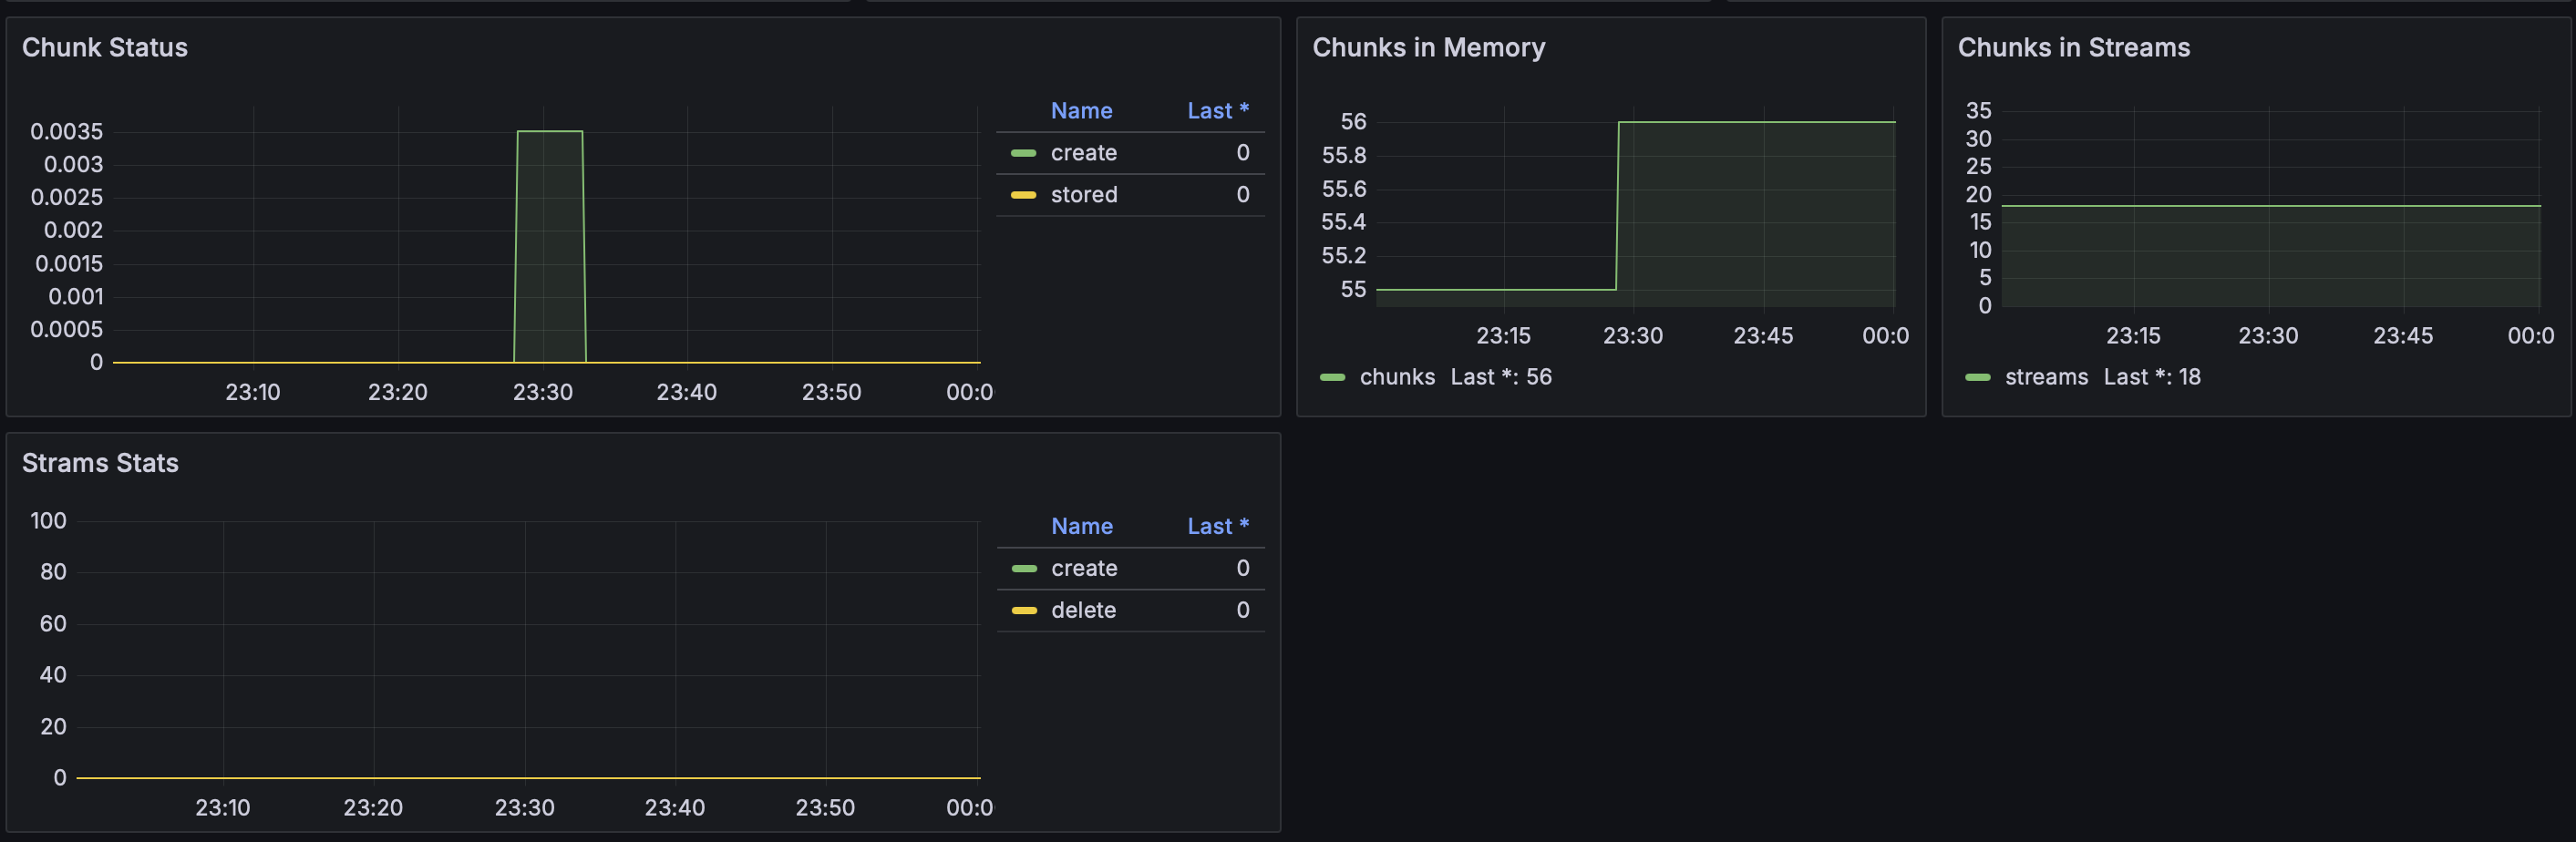 Chunk Status
0.0035
0.003
0.0025
0.002
0.0015
0.001
0.0005
0
23:10 23:20 23:30 23:40 23:50 00:0
Name Last *
create 0
stored 0
Chunks in Memory
56
55.8
55.6
55.4
55.2
55
23:15 23:30 23:45 00:0
chunks Last *: 56
Chunks in Streams
35
30
25
20
15
10
5
0
23:15 23:30 23:45 00:0
streams Last *: 18
Strams Stats
100
80
60
40
20
0
23:10 23:20 23:30 23:40 23:50 00:0
Name Last *
create 0
delete 0